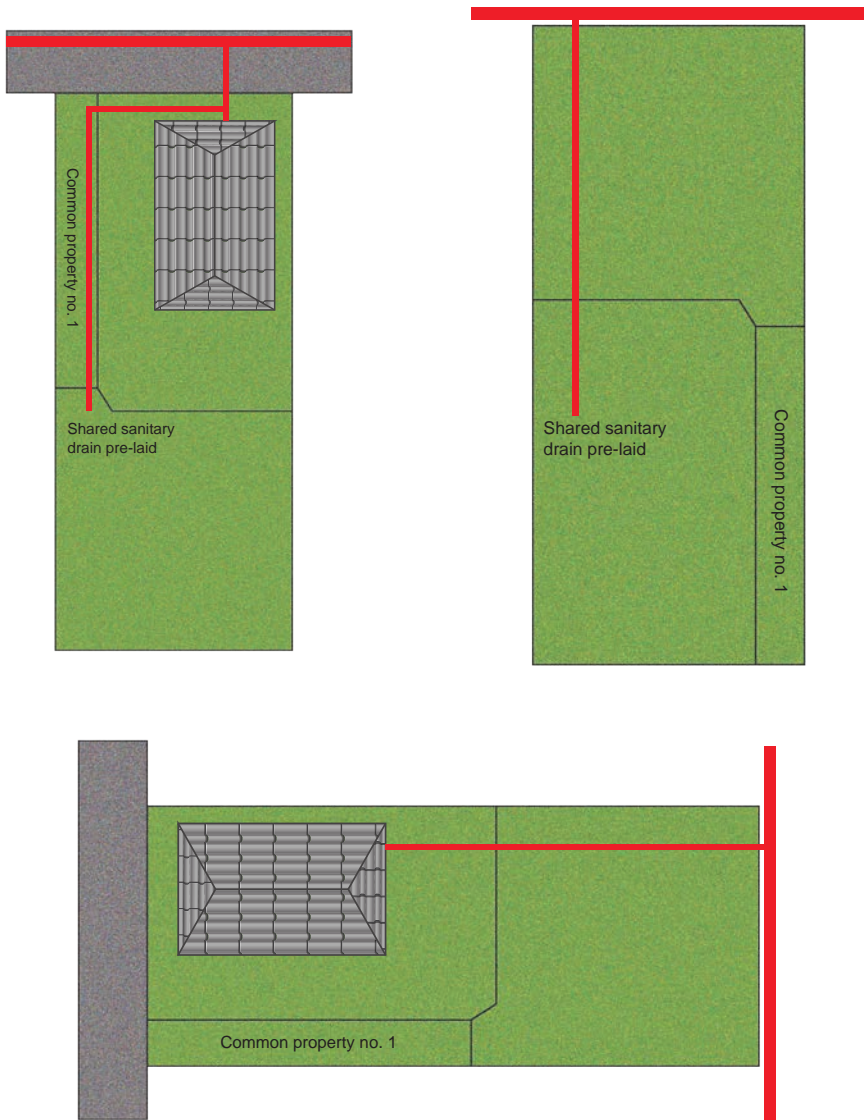 Common property no. 1
Shared sanitary
drain pre-laid
Shared sanitary
drain pre-laid
Common property no. 1
Common property no. 1